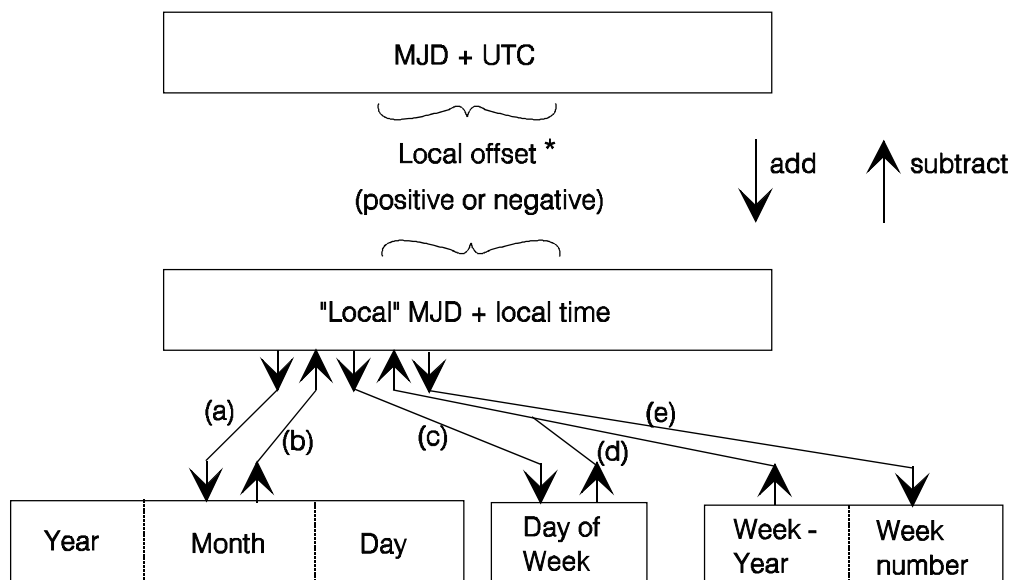 MJD + UTC
Local offset *
(positive or negative)
add
subtract
"Local" MJD + local time
(a)
(b)
(c)
(d)
(e)
Year
Month
Day
Day of
Week
Week -
Year
Week
number